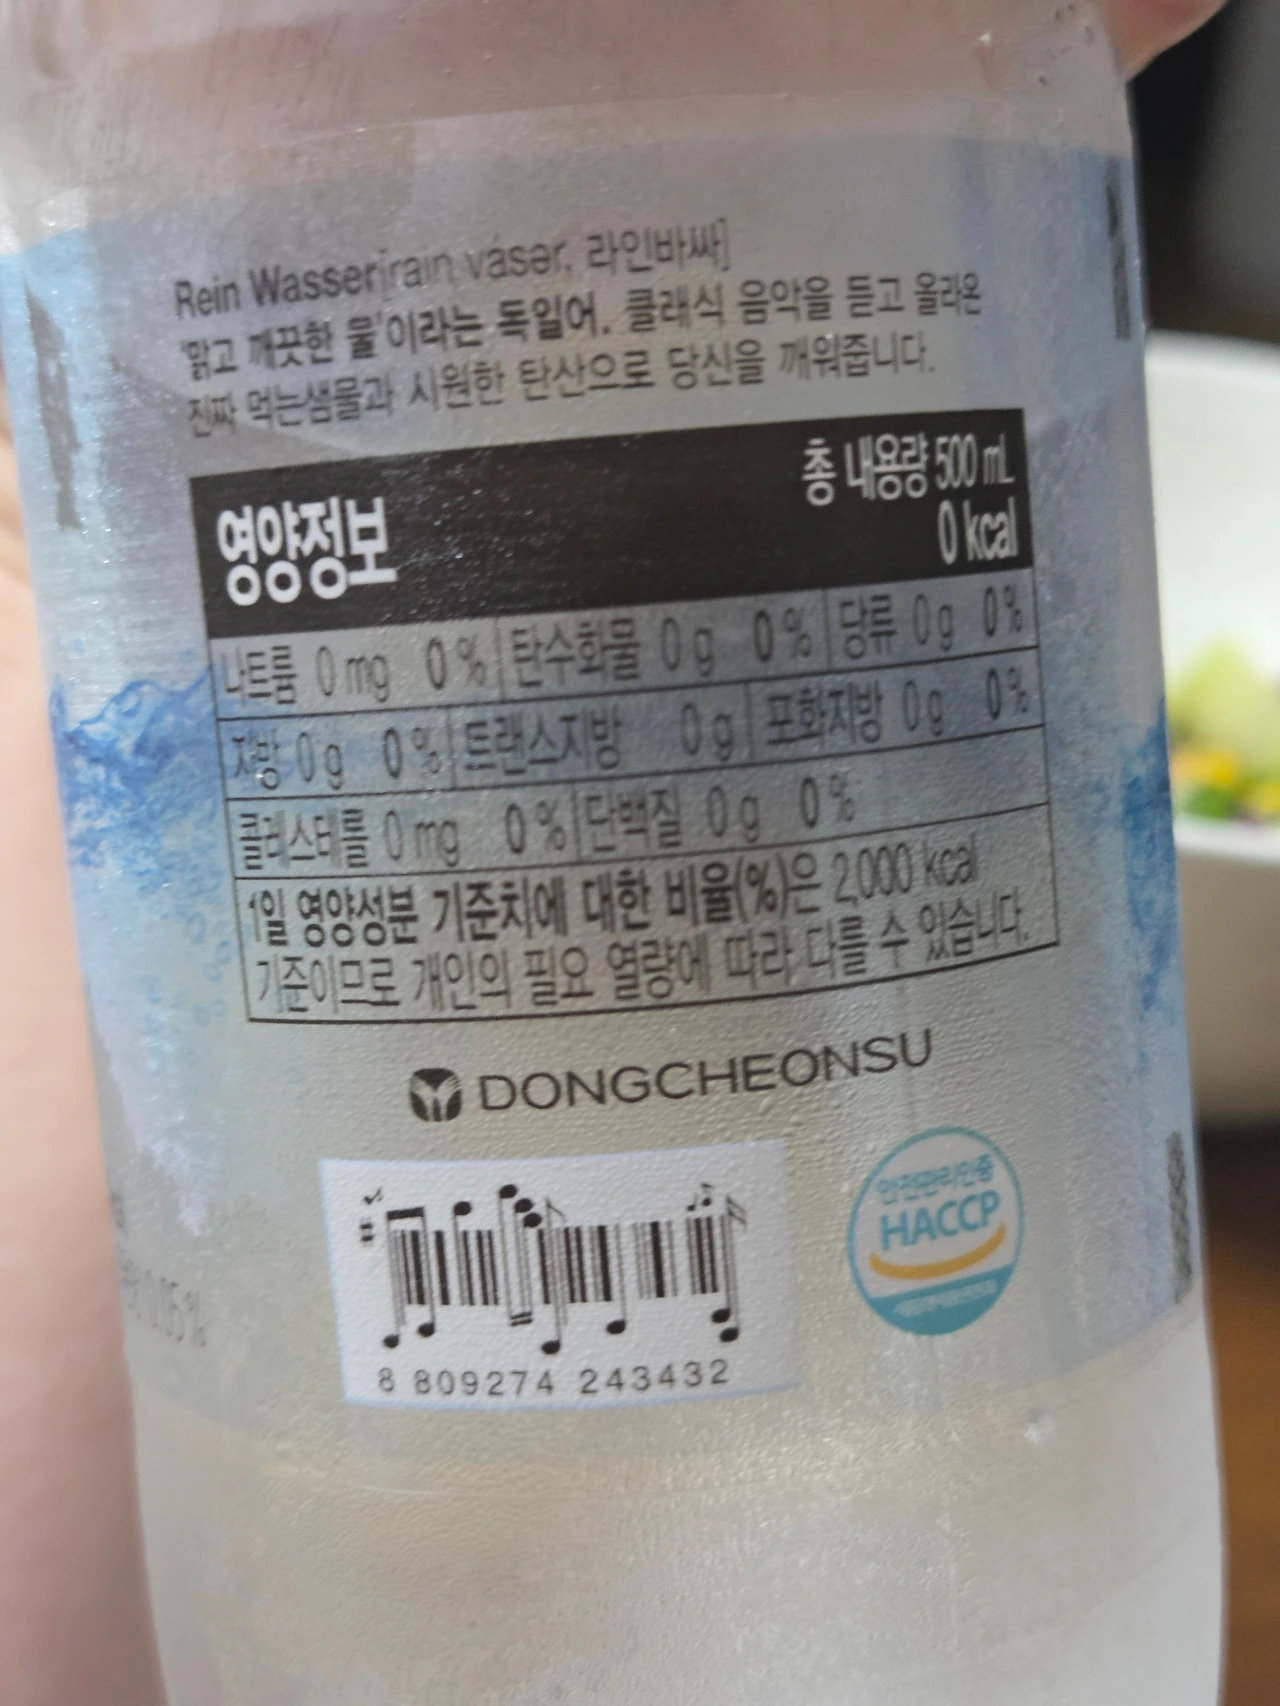 Rein Wasser[rain vásər, 라인바싸]
'맑고 깨끗한 물'이라는 독일어. 클래식 음악을 듣고 올라온
진짜 먹는샘물과 시원한 탄산으로 당신을 깨워줍니다.
영양정보
총 내용량 500 mL
0 kcal
나트륨 0 mg 0 % 탄수화물 0 g 0 % 당류 0 g 0 %
지방 0 g 0 % 트랜스지방 0 g 포화지방 0 g 0 %
콜레스테롤 0 mg 0 % 단백질 0 g 0 %
1일 영양성분 기준치에 대한 비율(%)은 2,000 kcal
기준이므로 개인의 필요 열량에 따라 다를 수 있습니다.
DONGCHEONSU
안전관리인증
HACCP
8 809274 243432